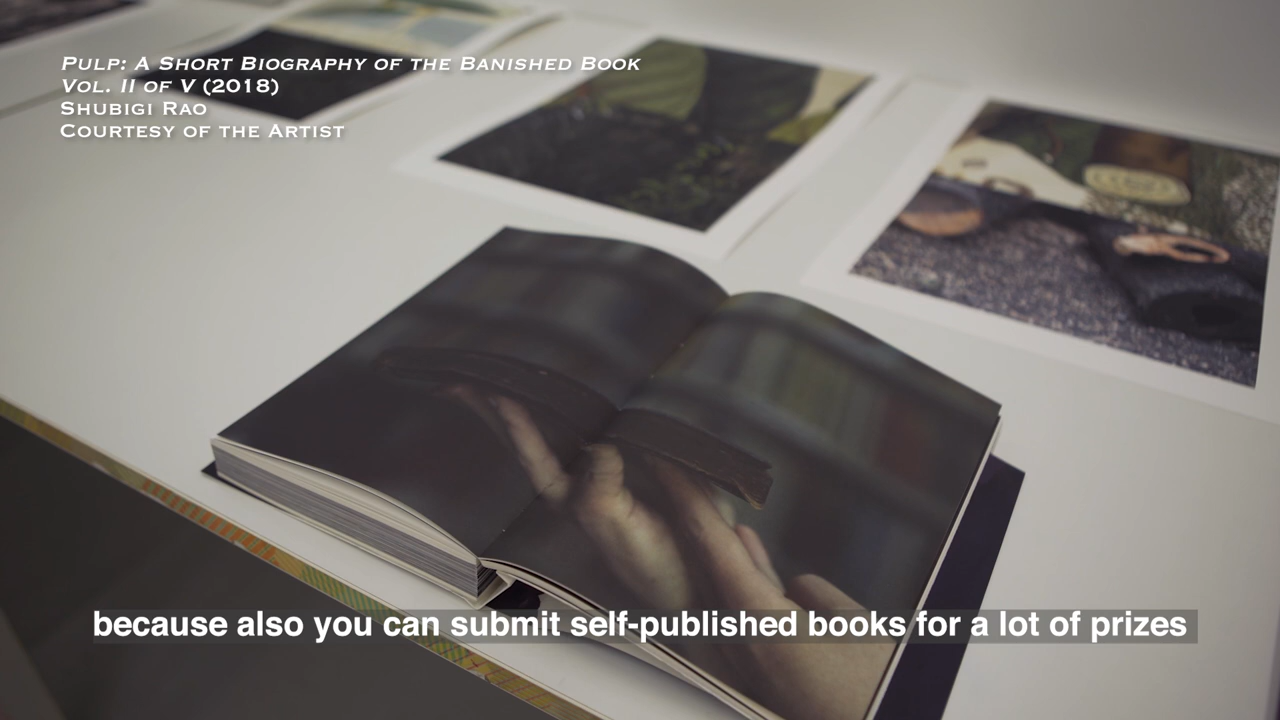 Pulp: A Short Biography of the Banished Book
Vol. II of V (2018)
Shubigi Rao
Courtesy of the Artist
because also you can submit self-published books for a lot of prizes